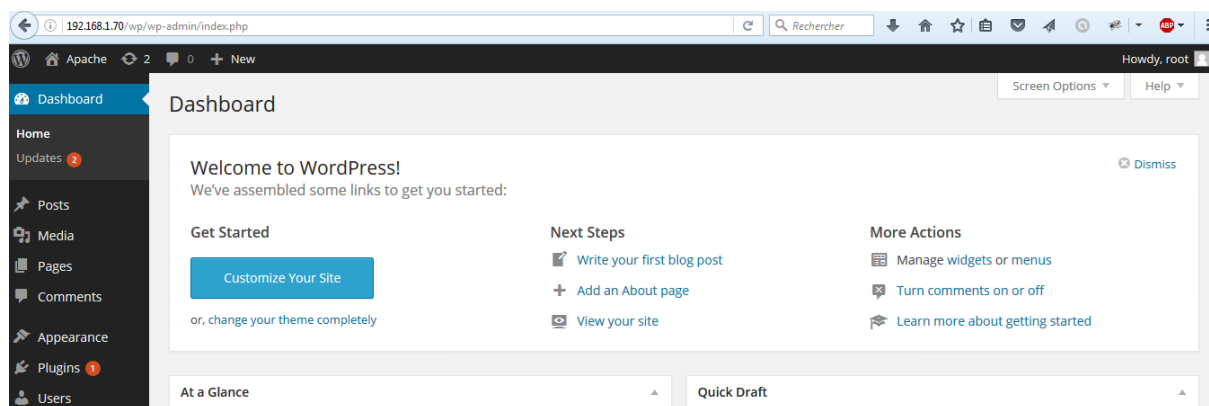 192.168.1.70/wp/wp-admin/index.php
Rechercher
ABP
Apache 2 0 + New
Howdy, root
Dashboard
Home
Updates 2
Posts
Media
Pages
Comments
Appearance
Plugins 1
Users
Screen Options
Help
Dashboard
Welcome to WordPress!
Dismiss
We've assembled some links to get you started:
Get Started
Customize Your Site
or, change your theme completely
Next Steps
Write your first blog post
Add an About page
View your site
More Actions
Manage widgets or menus
Turn comments on or off
Learn more about getting started
At a Glance
Quick Draft